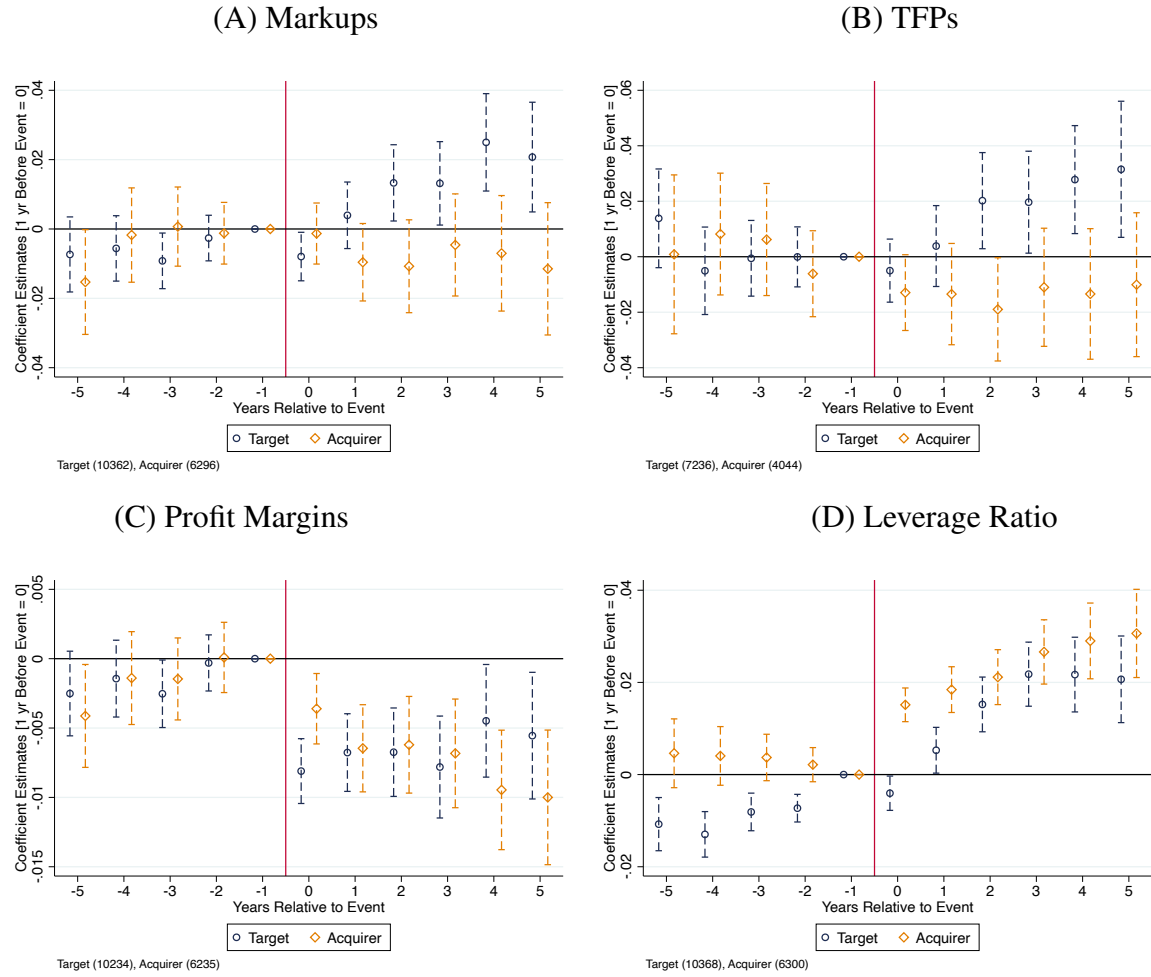 (A) Markups
Coefficient Estimates [1 yr Before Event = 0]
.04
.02
0
-.02
-.04
-5 -4 -3 -2 -1 0 1 2 3 4 5
Years Relative to Event
Target Acquirer
Target (10362), Acquirer (6296)
(B) TFPs
Coefficient Estimates [1 yr Before Event = 0]
.06
.04
.02
0
-.02
-.04
-5 -4 -3 -2 -1 0 1 2 3 4 5
Years Relative to Event
Target Acquirer
Target (7236), Acquirer (4044)
(C) Profit Margins
Coefficient Estimates [1 yr Before Event = 0]
.005
0
-.005
-.01
-.015
-5 -4 -3 -2 -1 0 1 2 3 4 5
Years Relative to Event
Target Acquirer
Target (10234), Acquirer (6235)
(D) Leverage Ratio
Coefficient Estimates [1 yr Before Event = 0]
.04
.02
0
-.02
-5 -4 -3 -2 -1 0 1 2 3 4 5
Years Relative to Event
Target Acquirer
Target (10368), Acquirer (6300)